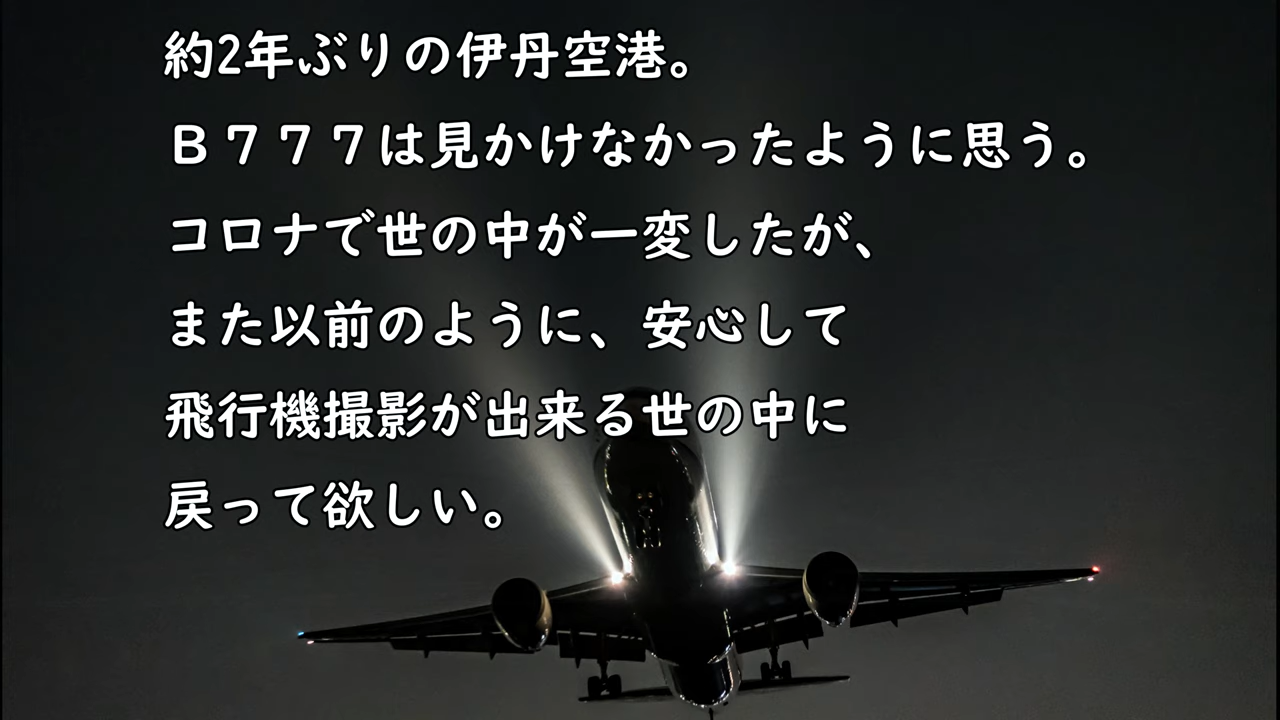 約2年ぶりの伊丹空港。
Ｂ７７７は見かけなかったように思う。
コロナで世の中が一変したが、
また以前のように、安心して
飛行機撮影が出来る世の中に
戻って欲しい。